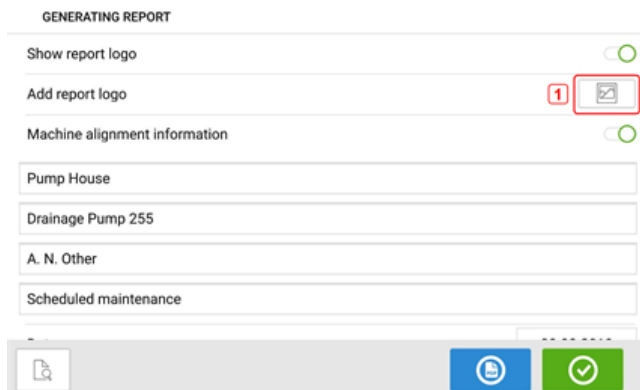 GENERATING REPORT
Show report logo
Add report logo
1
Machine alignment information
Pump House
Drainage Pump 255
A. N. Other
Scheduled maintenance